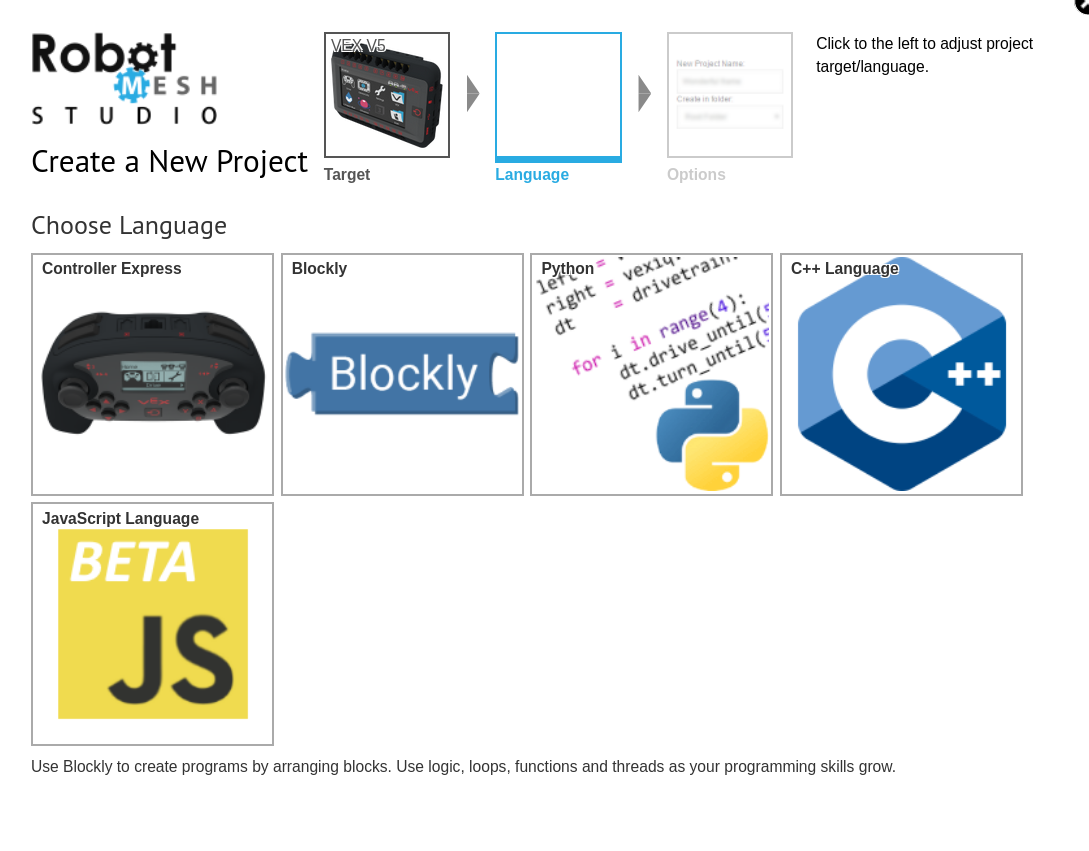 Robot
MESH
STUDIO
Create a New Project
VEX V5
Target
Language
New Project Name:
Create in folder:
Options
Click to the left to adjust project
target/language.
Choose Language
Controller Express
Blockly
Blockly
Python
left = vexiq.
right = vexiq.
dt = drivetrain.
for i in range(4):
dt.drive_until(
dt.turn_until(
C++ Language
C++
JavaScript Language
BETA
JS
Use Blockly to create programs by arranging blocks. Use logic, loops, functions and threads as your programming skills grow.